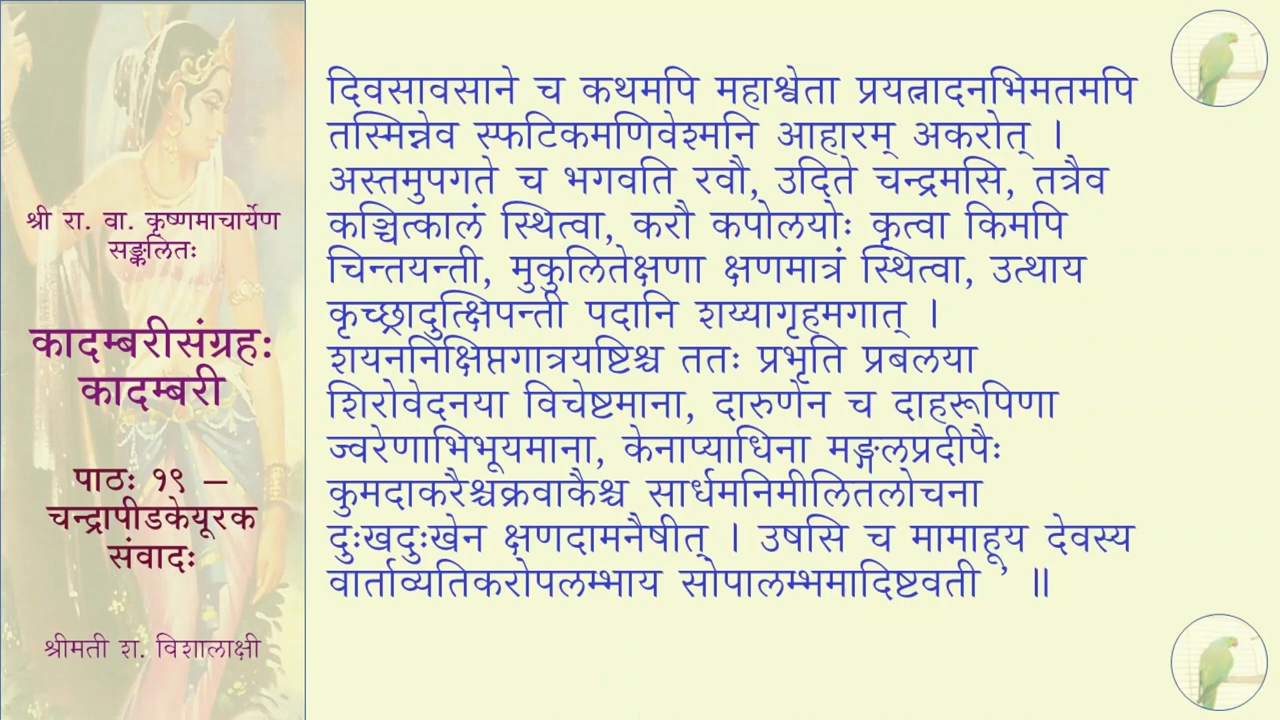 श्री रा. वा. कृष्णमाचार्येण
सङ्कलितः
कादम्बरीसंग्रहः
कादम्बरी
पाठः १९ –
चन्द्रापीडकेयूरक
संवादः
श्रीमती श. विशालाक्षी
दिवसावसाने च कथमपि महाश्वेता प्रयत्नादनभिमतमपि
तस्मिन्नेव स्फटिकमणिवेश्मनि आहारम् अकरोत् ।
अस्तमुपगते च भगवति रवौ, उदिते चन्द्रमसि, तत्रैव
कञ्चित्कालं स्थित्वा, करौ कपोलयोः कृत्वा किमपि
चिन्तयन्ती, मुकुलितेक्षणा क्षणमात्रं स्थित्वा, उत्थाय
कृच्छ्रादुत्क्षिपन्ती पदानि शय्यागृहमगात् ।
शयननिक्षिप्तगात्रयष्टिश्च ततः प्रभृति प्रबलया
शिरोवेदनया विचेष्टमाना, दारुणेन च दाहरूपिणा
ज्वरेणाभिभूयमाना, केनाप्याधिना मङ्गलप्रदीपैः
कुमदाकरैश्चक्रवाकैश्च सार्धमनिमीलितलोचना
दुःखदुःखेन क्षणदामनैषीत् । उषसि च मामाहूय देवस्य
वार्ताव्यतिकरोपलम्भाय सोपालम्भमादिष्टवती ’ ॥